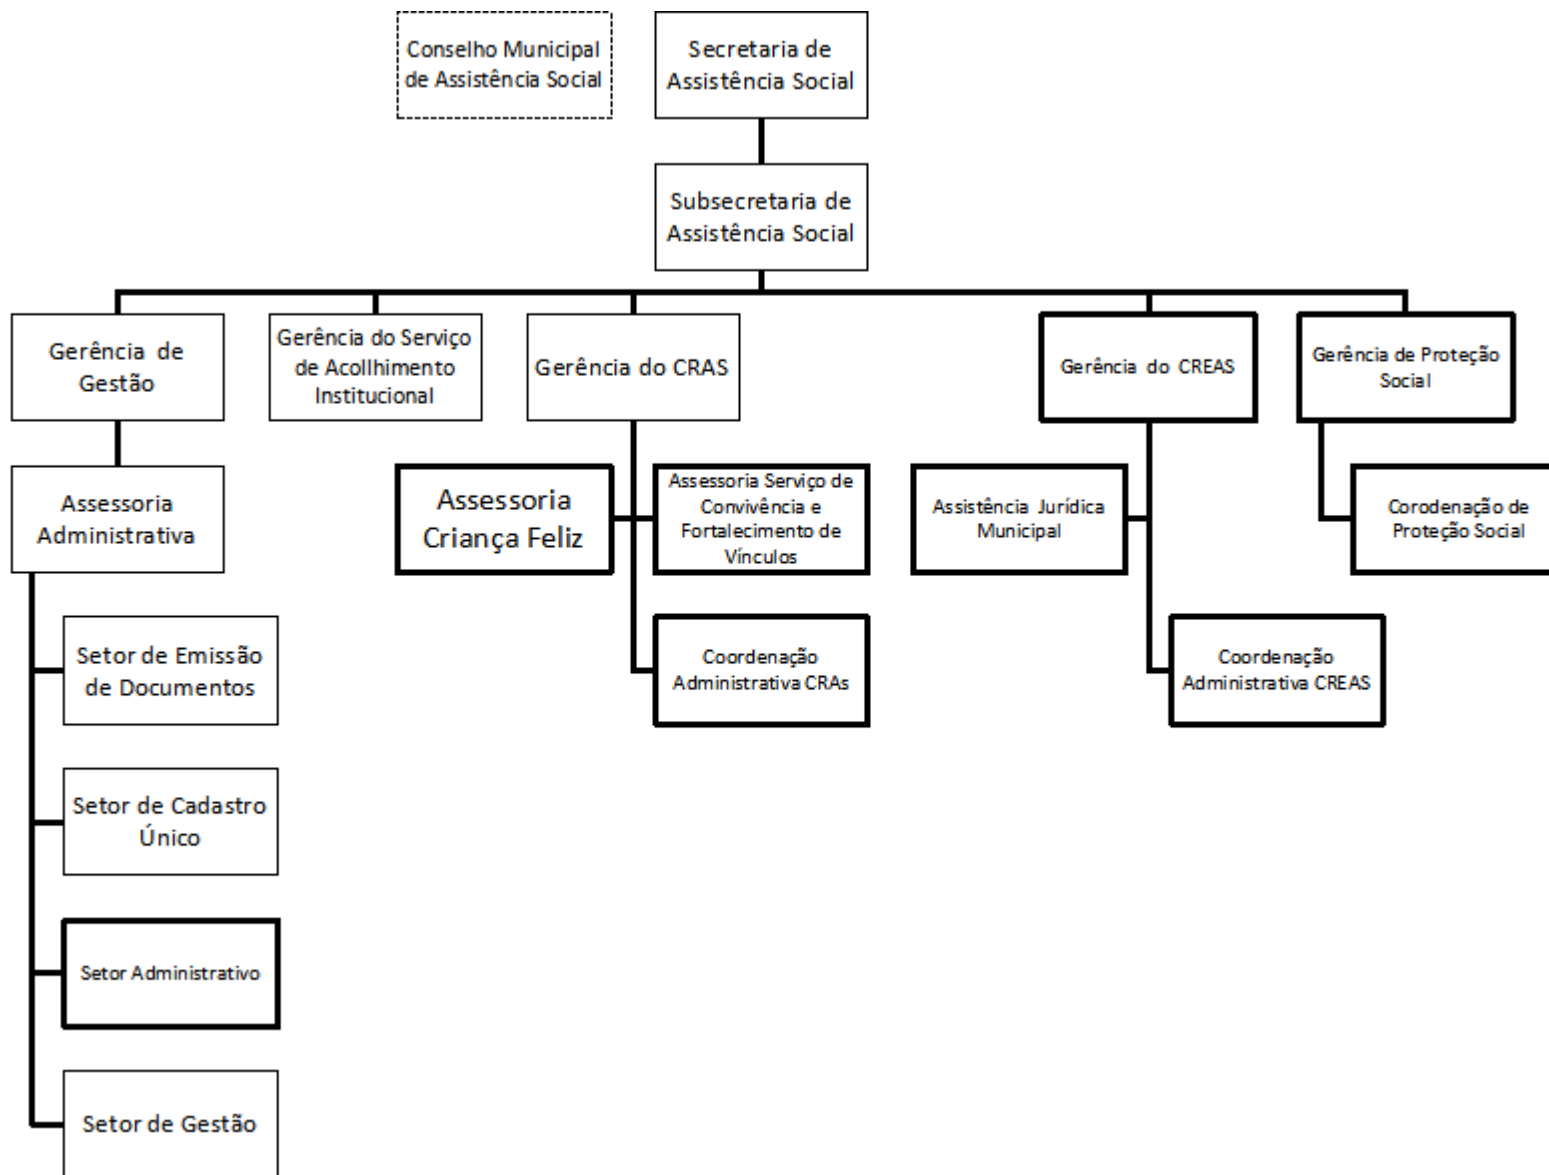 Conselho Municipal
de Assistência Social
Secretaria de
Assistência Social
Subsecretaria de
Assistência Social
Gerência de
Gestão
Gerência do Serviço
de Acollhimento
Institucional
Gerência do CRAS
Gerência do CREAS
Gerência de Proteção
Social
Assessoria
Administrativa
Assessoria
Criança Feliz
Assessoria Serviço de
Convivência e
Fortalecimento de
Vínculos
Assistência Jurídica
Municipal
Corodenação de
Proteção Social
Setor de Emissão
de Documentos
Coordenação
Administrativa CRAs
Coordenação
Administrativa CREAS
Setor de Cadastro
Único
Setor Administrativo
Setor de Gestão